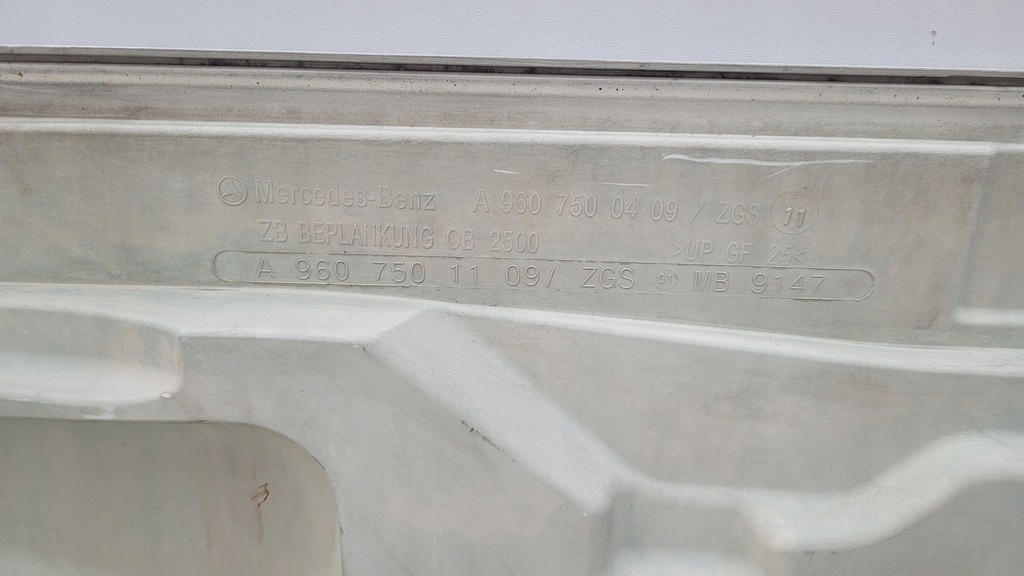 Mercedes-Benz A 960 750 04 09 / ZGS 11
ZB BEPLANKUNG OB 2500 >UP GF 25<
A 960 750 11 09/ ZGS 01 MB 9147